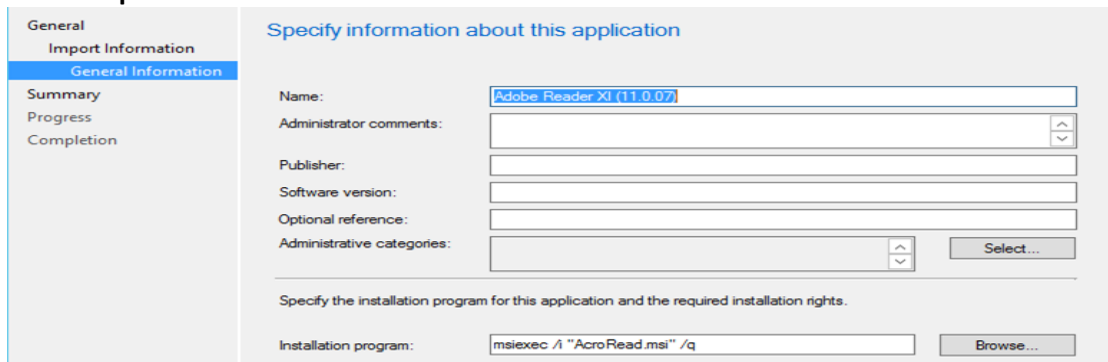 General
Import Information
General Information
Summary
Progress
Completion
Specify information about this application
Name: Adobe Reader XI (11.0.07)
Administrator comments:
Publisher:
Software version:
Optional reference:
Administrative categories: Select...
Specify the installation program for this application and the required installation rights.
Installation program: msiexec /i "AcroRead.msi" /q Browse...